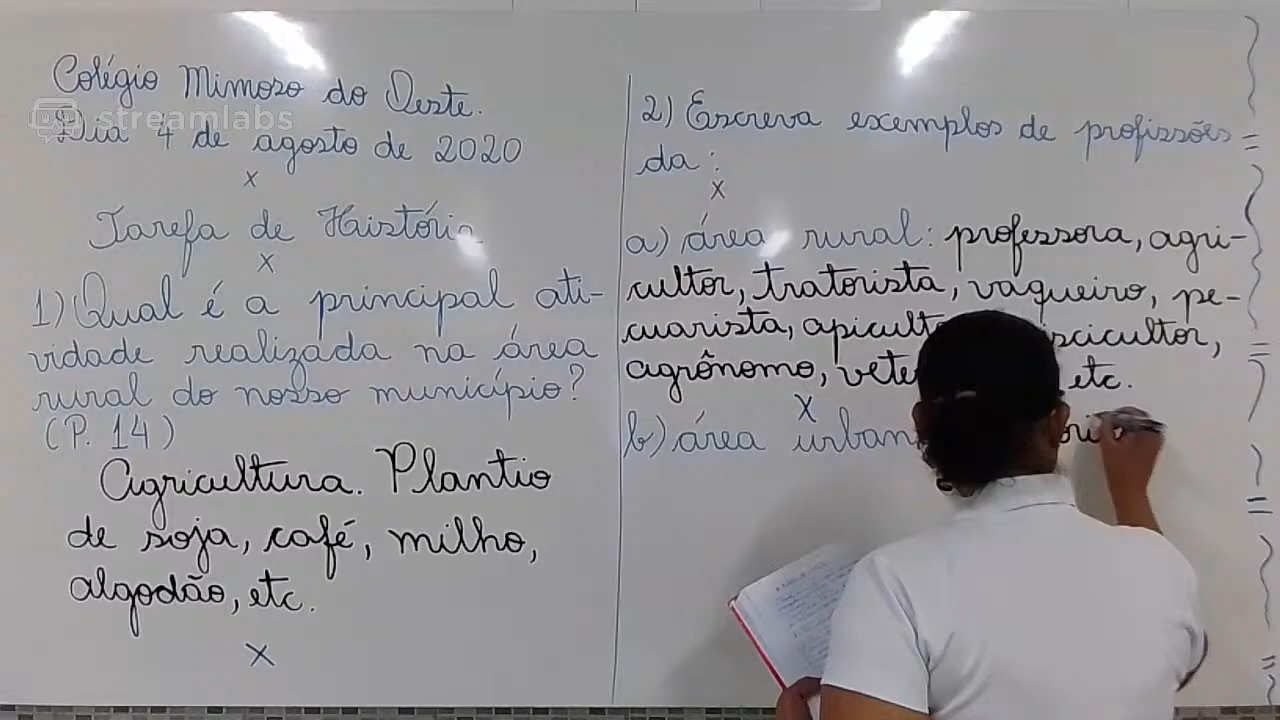 Colégio Mimoso do Oeste.
streamlabs
Dia 4 de agosto de 2020
x
Tarefa de História
x
1) Qual é a principal ati-
vidade realizada na área
rural do nosso município?
(P. 14)
Agricultura. Plantio
de soja, café, milho,
algodão, etc.
x
2) Escreva exemplos de profissões
da:
x
a) área rural: professora, agri-
cultor, tratorista, vaqueiro, pe-
cuarista,
agrônomo, etc.
x
b) área